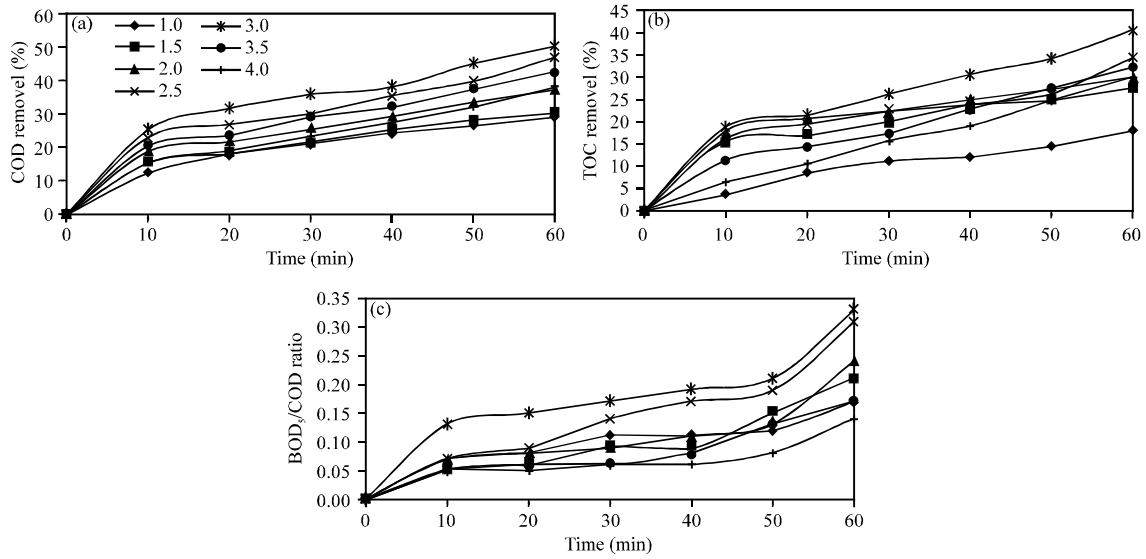 (a)
60
50
40
30
20
10
0
COD removel (%)
1.0
1.5
2.0
2.5
3.0
3.5
4.0
0 10 20 30 40 50 60
Time (min)
(b)
45
40
35
30
25
20
15
10
5
0
TOC removel (%)
0 10 20 30 40 50 60
Time (min)
(c)
0.35
0.30
0.25
0.20
0.15
0.10
0.05
0.00
BOD₅/COD ratio
0 10 20 30 40 50 60
Time (min)